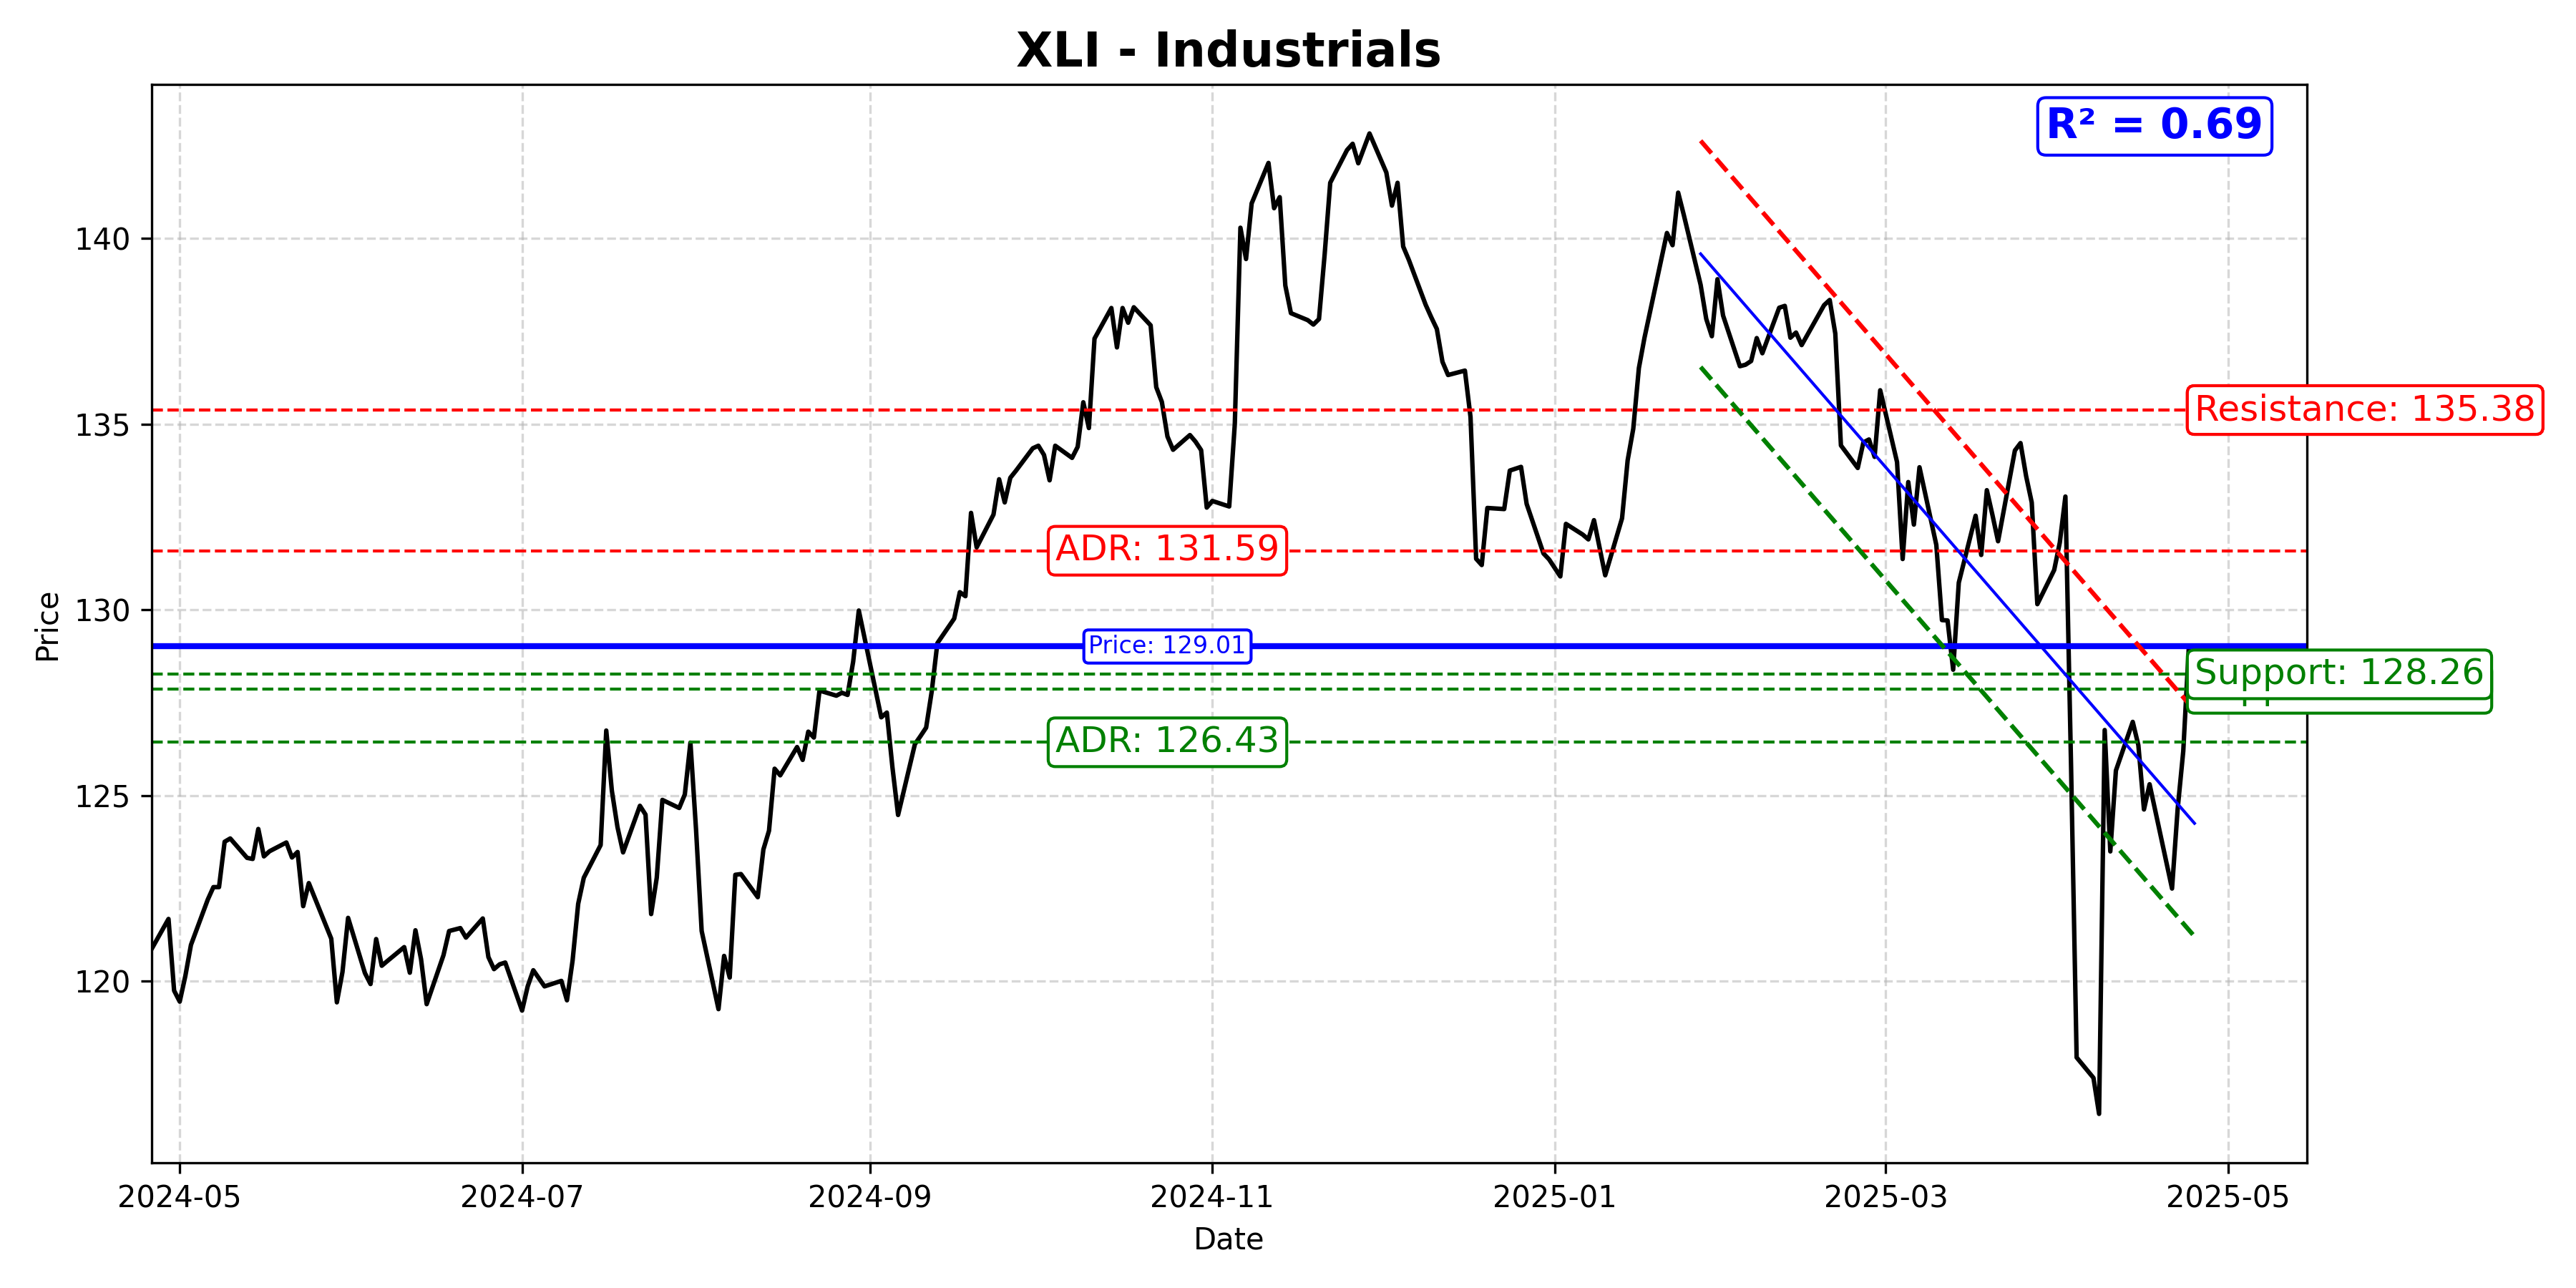 XLI - Industrials
R² = 0.69
140
135
130
125
120
Price
Resistance: 135.38
ADR: 131.59
Price: 129.01
Support: 128.26
ADR: 126.43
2024-05
2024-07
2024-09
2024-11
2025-01
2025-03
2025-05
Date